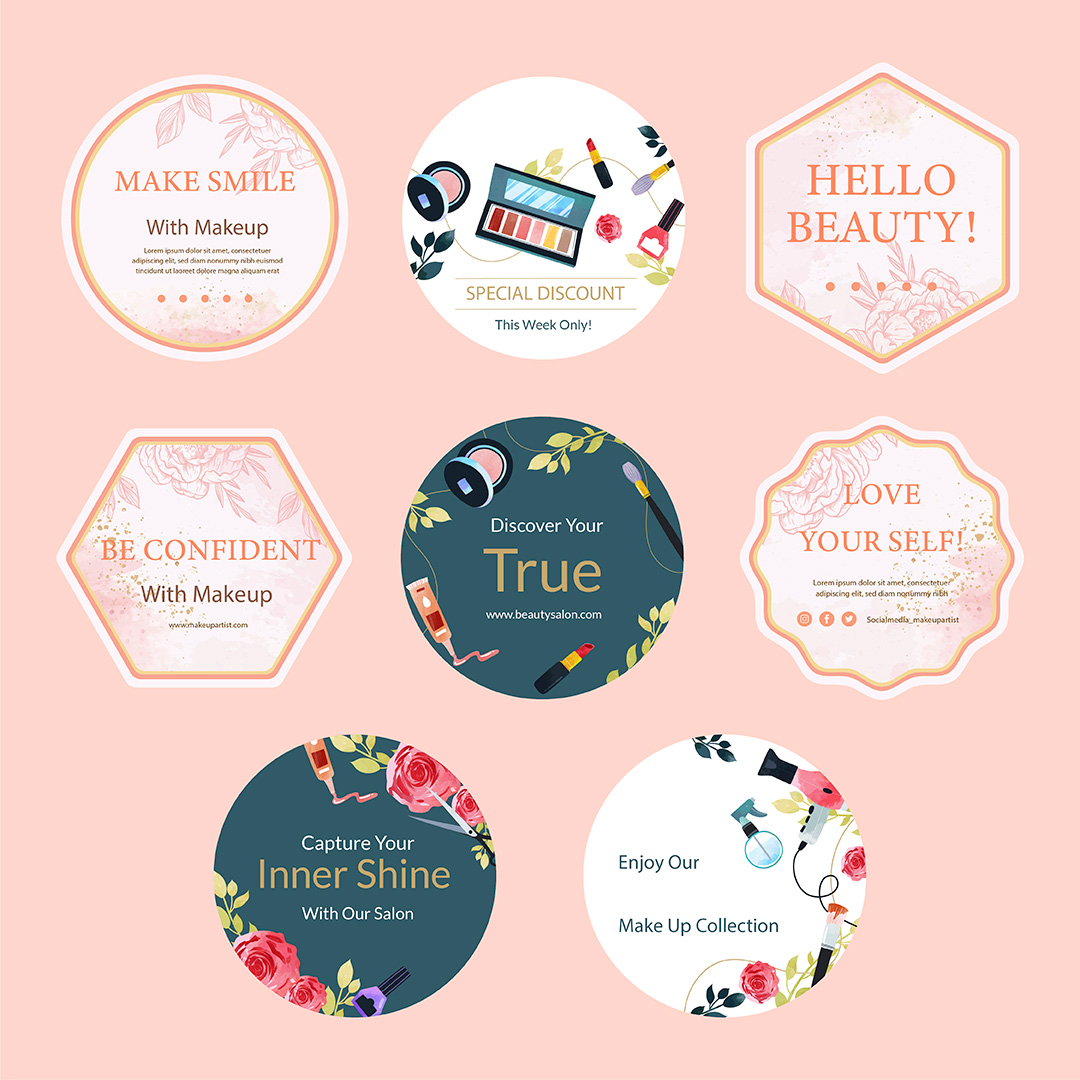 MAKE SMILE
With Makeup
Lorem ipsum dolor sit amet, consectetuer
adipiscing elit, sed diam nonummy nibh euismod
tincidunt ut laoreet dolore magna aliquam erat
SPECIAL DISCOUNT
This Week Only!
HELLO
BEAUTY!
BE CONFIDENT
With Makeup
www.makeupartist.com
Discover Your
True
www.beautysalon.com
LOVE
YOUR SELF!
Lorem ipsum dolor sit amet, consectetuer
adipiscing elit, sed diam nonummy nibh
Socialmedia_makeupartist
Capture Your
Inner Shine
With Our Salon
Enjoy Our
Make Up Collection